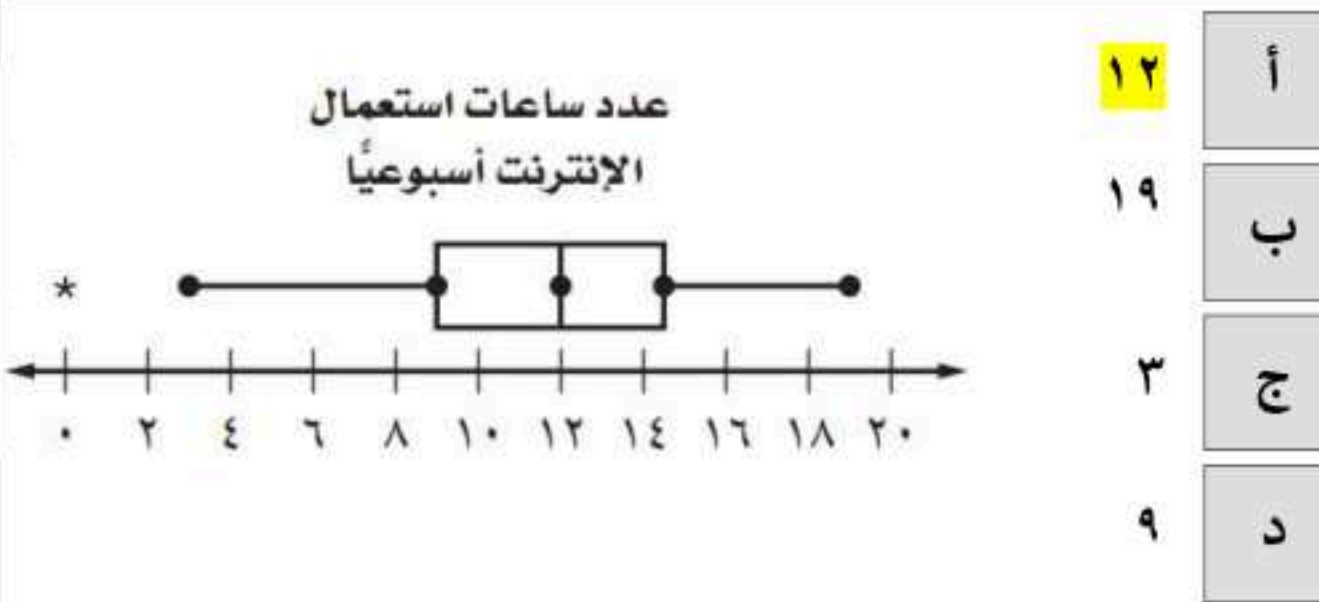 أ ١٢
ب ١٩
ج ٣
د ٩
عدد ساعات استعمال
الإنترنت أسبوعيًّا
*
٠ ٢ ٤ ٦ ٨ ١٠ ١٢ ١٤ ١٦ ١٨ ٢٠